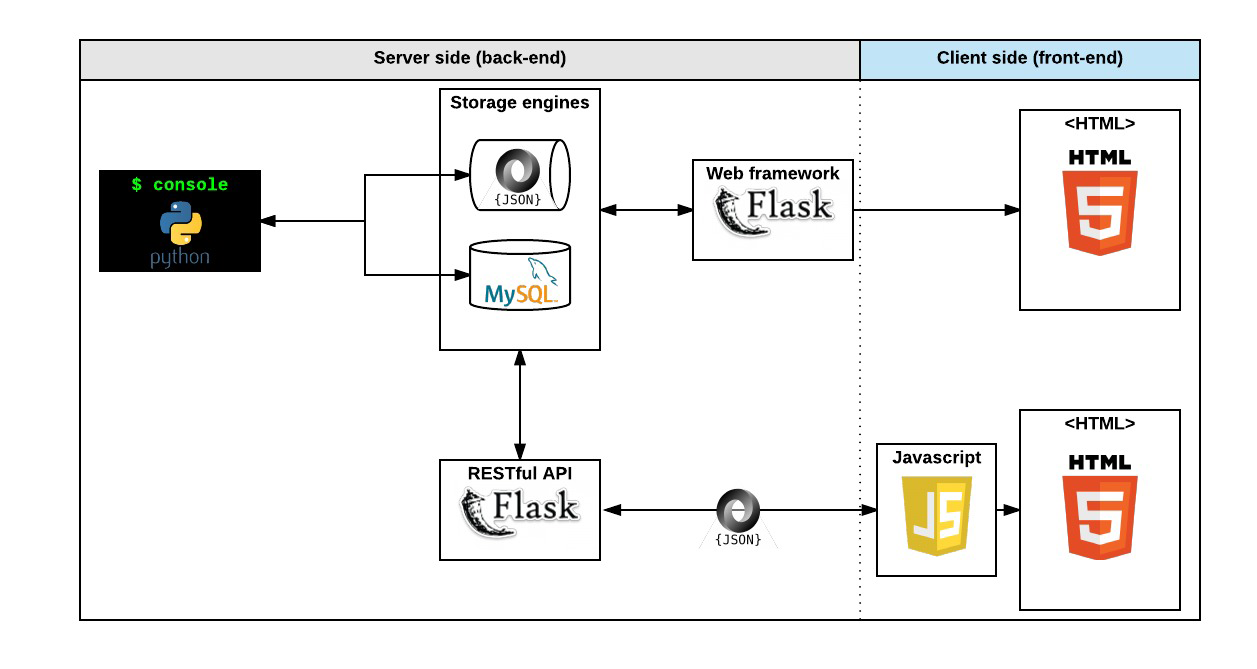 Server side (back-end)
Client side (front-end)
Storage engines
{JSON}
MySQL
$ console
python
Web framework
Flask
<HTML>
HTML
5
RESTful API
Flask
{JSON}
Javascript
JS
<HTML>
HTML
5